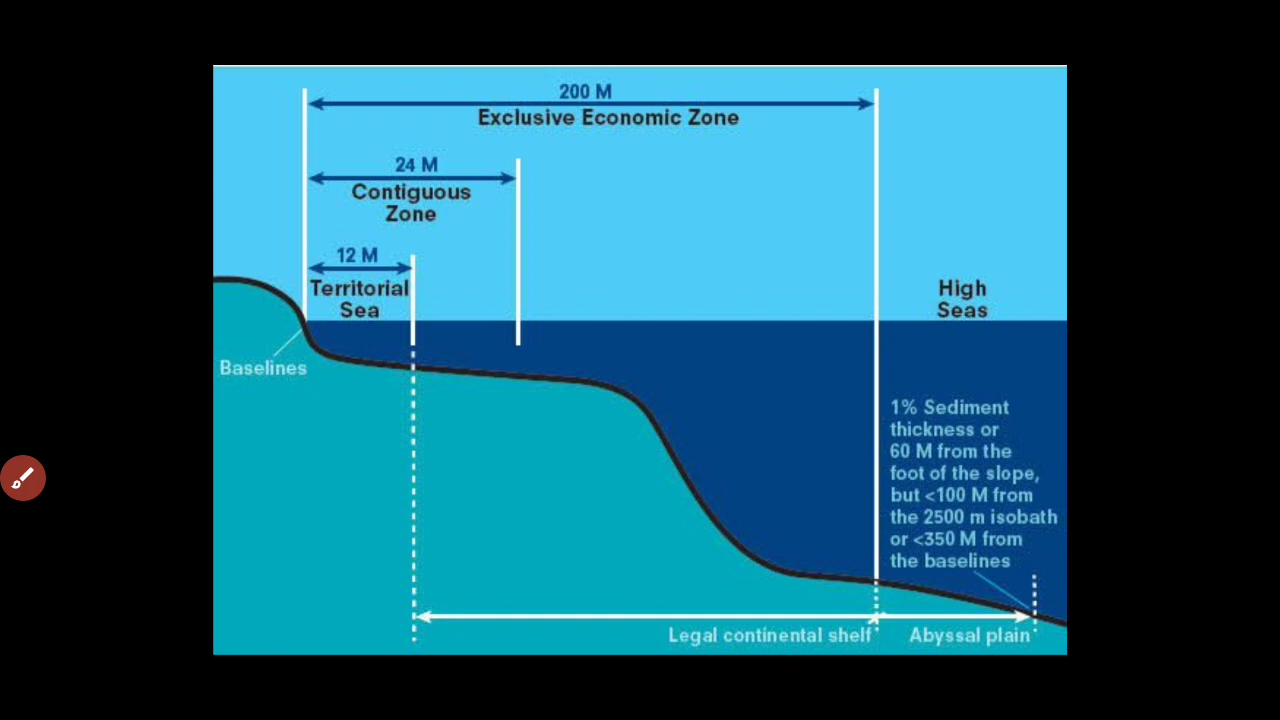 200 M
Exclusive Economic Zone
24 M
Contiguous
Zone
12 M
Territorial
Sea
High
Seas
Baselines
1% Sediment
thickness or
60 M from the
foot of the slope,
but <100 M from
the 2500 m isobath
or <350 M from
the baselines
Legal continental shelf
Abyssal plain